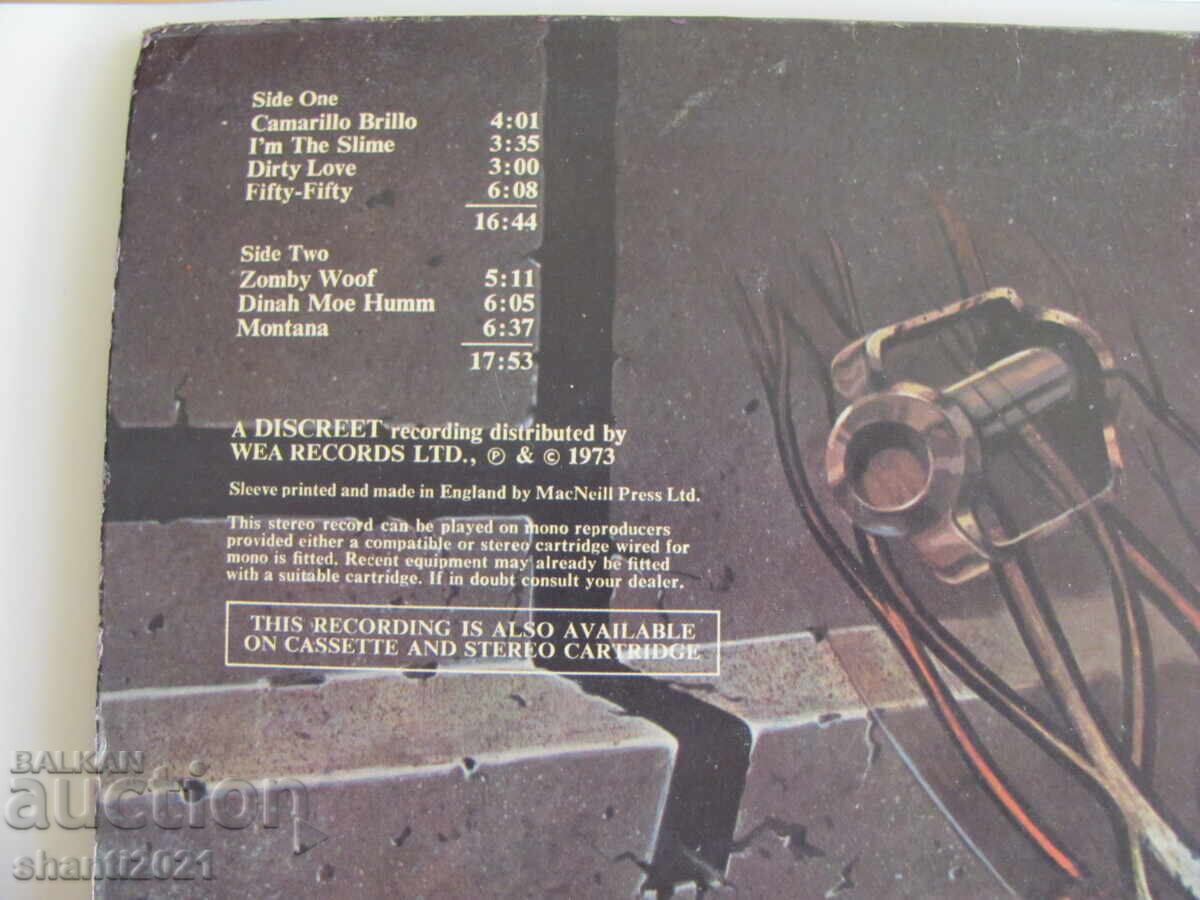 Side One
Camarillo Brillo 4:01
I'm The Slime 3:35
Dirty Love 3:00
Fifty-Fifty 6:08
16:44
Side Two
Zomby Woof 5:11
Dinah Moe Humm 6:05
Montana 6:37
17:53
A DISCREET recording distributed by
WEA RECORDS LTD., ℗ & © 1973
Sleeve printed and made in England by MacNeill Press Ltd.
This stereo record can be played on mono reproducers
provided either a compatible or stereo cartridge wired for
mono is fitted. Recent equipment may already be fitted
with a suitable cartridge. If in doubt consult your dealer.
THIS RECORDING IS ALSO AVAILABLE
ON CASSETTE AND STEREO CARTRIDGE
BALKAN
auction
shanti2021